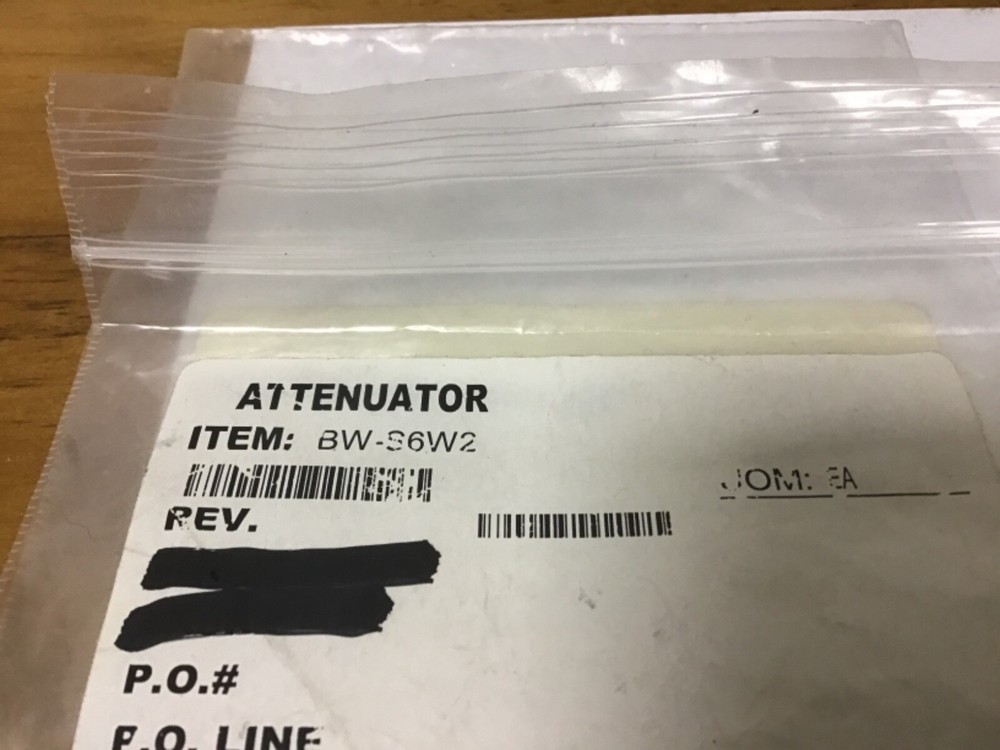 ATTENUATOR
ITEM: BW-S6W2
UOM: EA
REV.
P.O.#
P.O. LINE